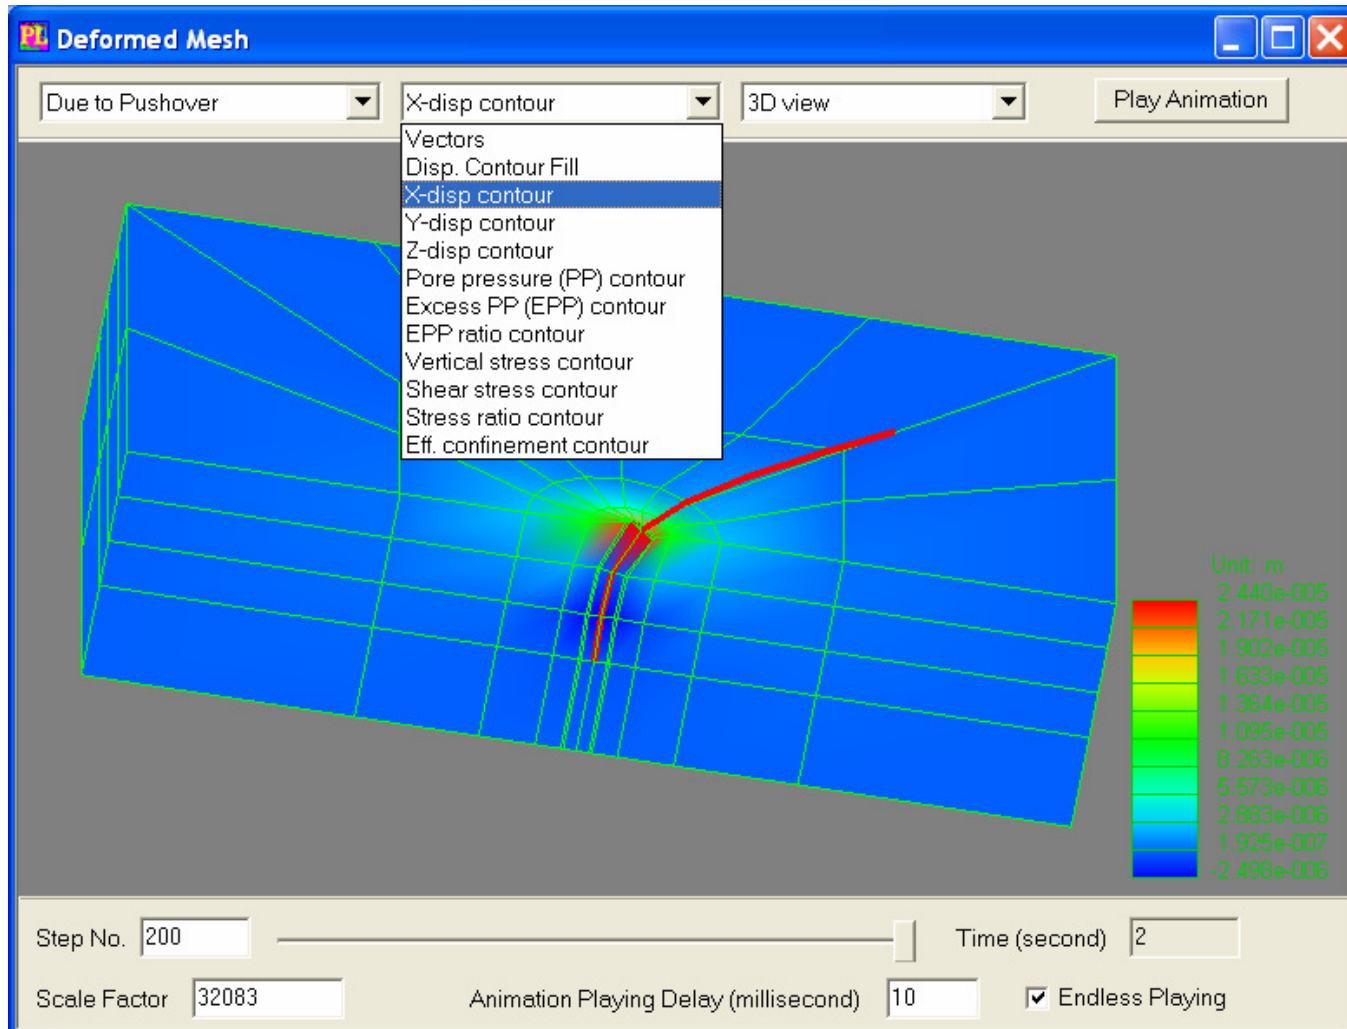 PL Deformed Mesh
Due to Pushover X-disp contour 3D view Play Animation
Vectors
Disp. Contour Fill
X-disp contour
Y-disp contour
Z-disp contour
Pore pressure (PP) contour
Excess PP (EPP) contour
EPP ratio contour
Vertical stress contour
Shear stress contour
Stress ratio contour
Eff. confinement contour
Unit: m
2.440e-005
2.171e-005
1.902e-005
1.633e-005
1.364e-005
1.095e-005
8.263e-006
5.573e-006
2.883e-006
1.925e-007
-2.498e-006
Step No. 200 Time (second) 2
Scale Factor 32083 Animation Playing Delay (millisecond) 10 Endless Playing